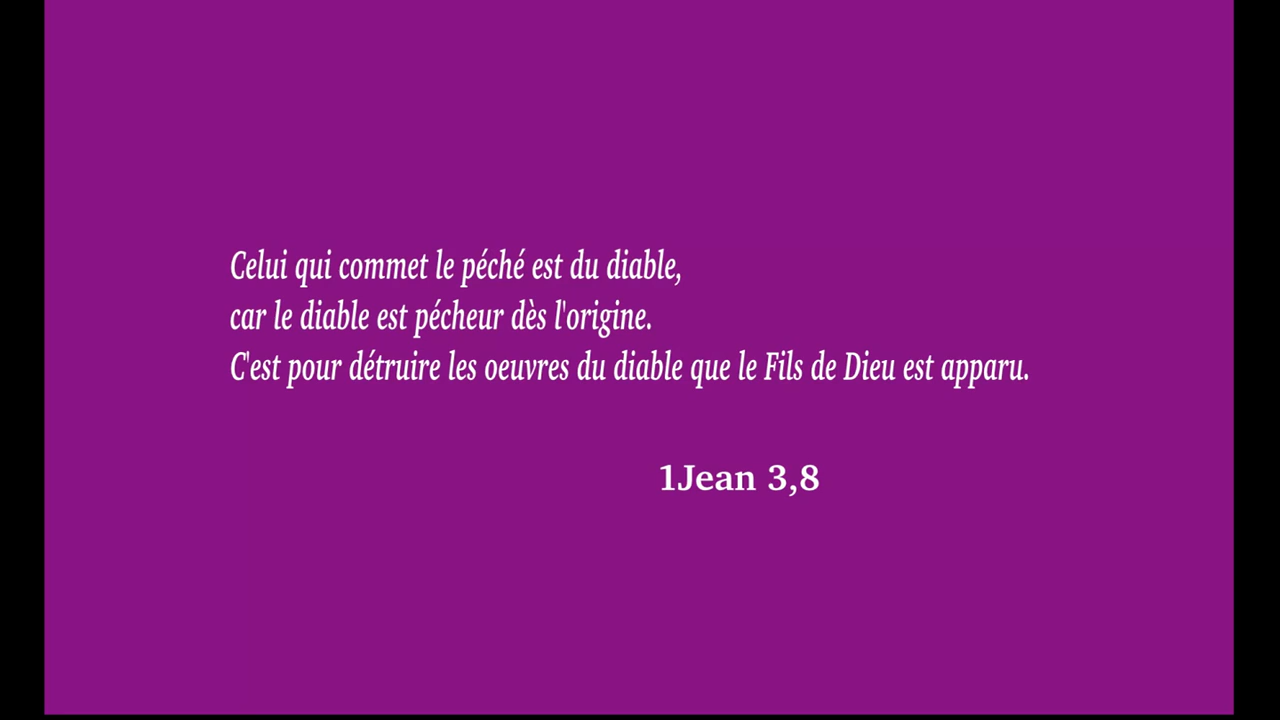 Celui qui commet le péché est du diable,
car le diable est pécheur dès l'origine.
C'est pour détruire les oeuvres du diable que le Fils de Dieu est apparu.
1Jean 3,8